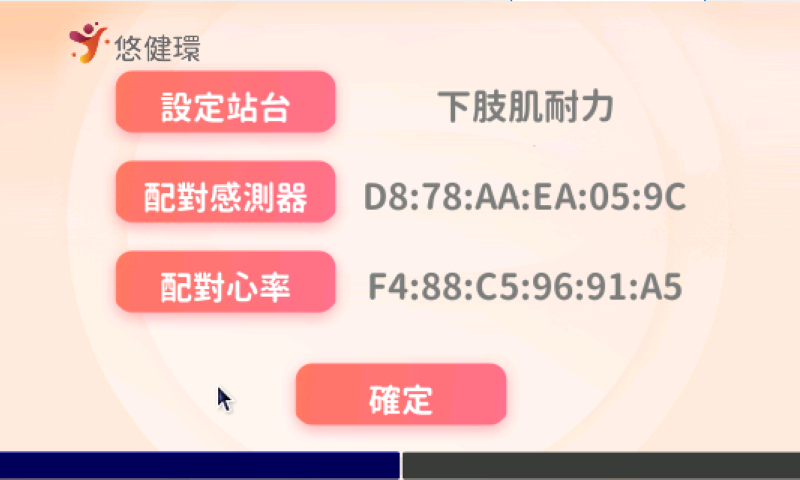 悠健環
設定站台 下肢肌耐力
配對感測器 D8:78:AA:EA:05:9C
配對心率 F4:88:C5:96:91:A5
確定